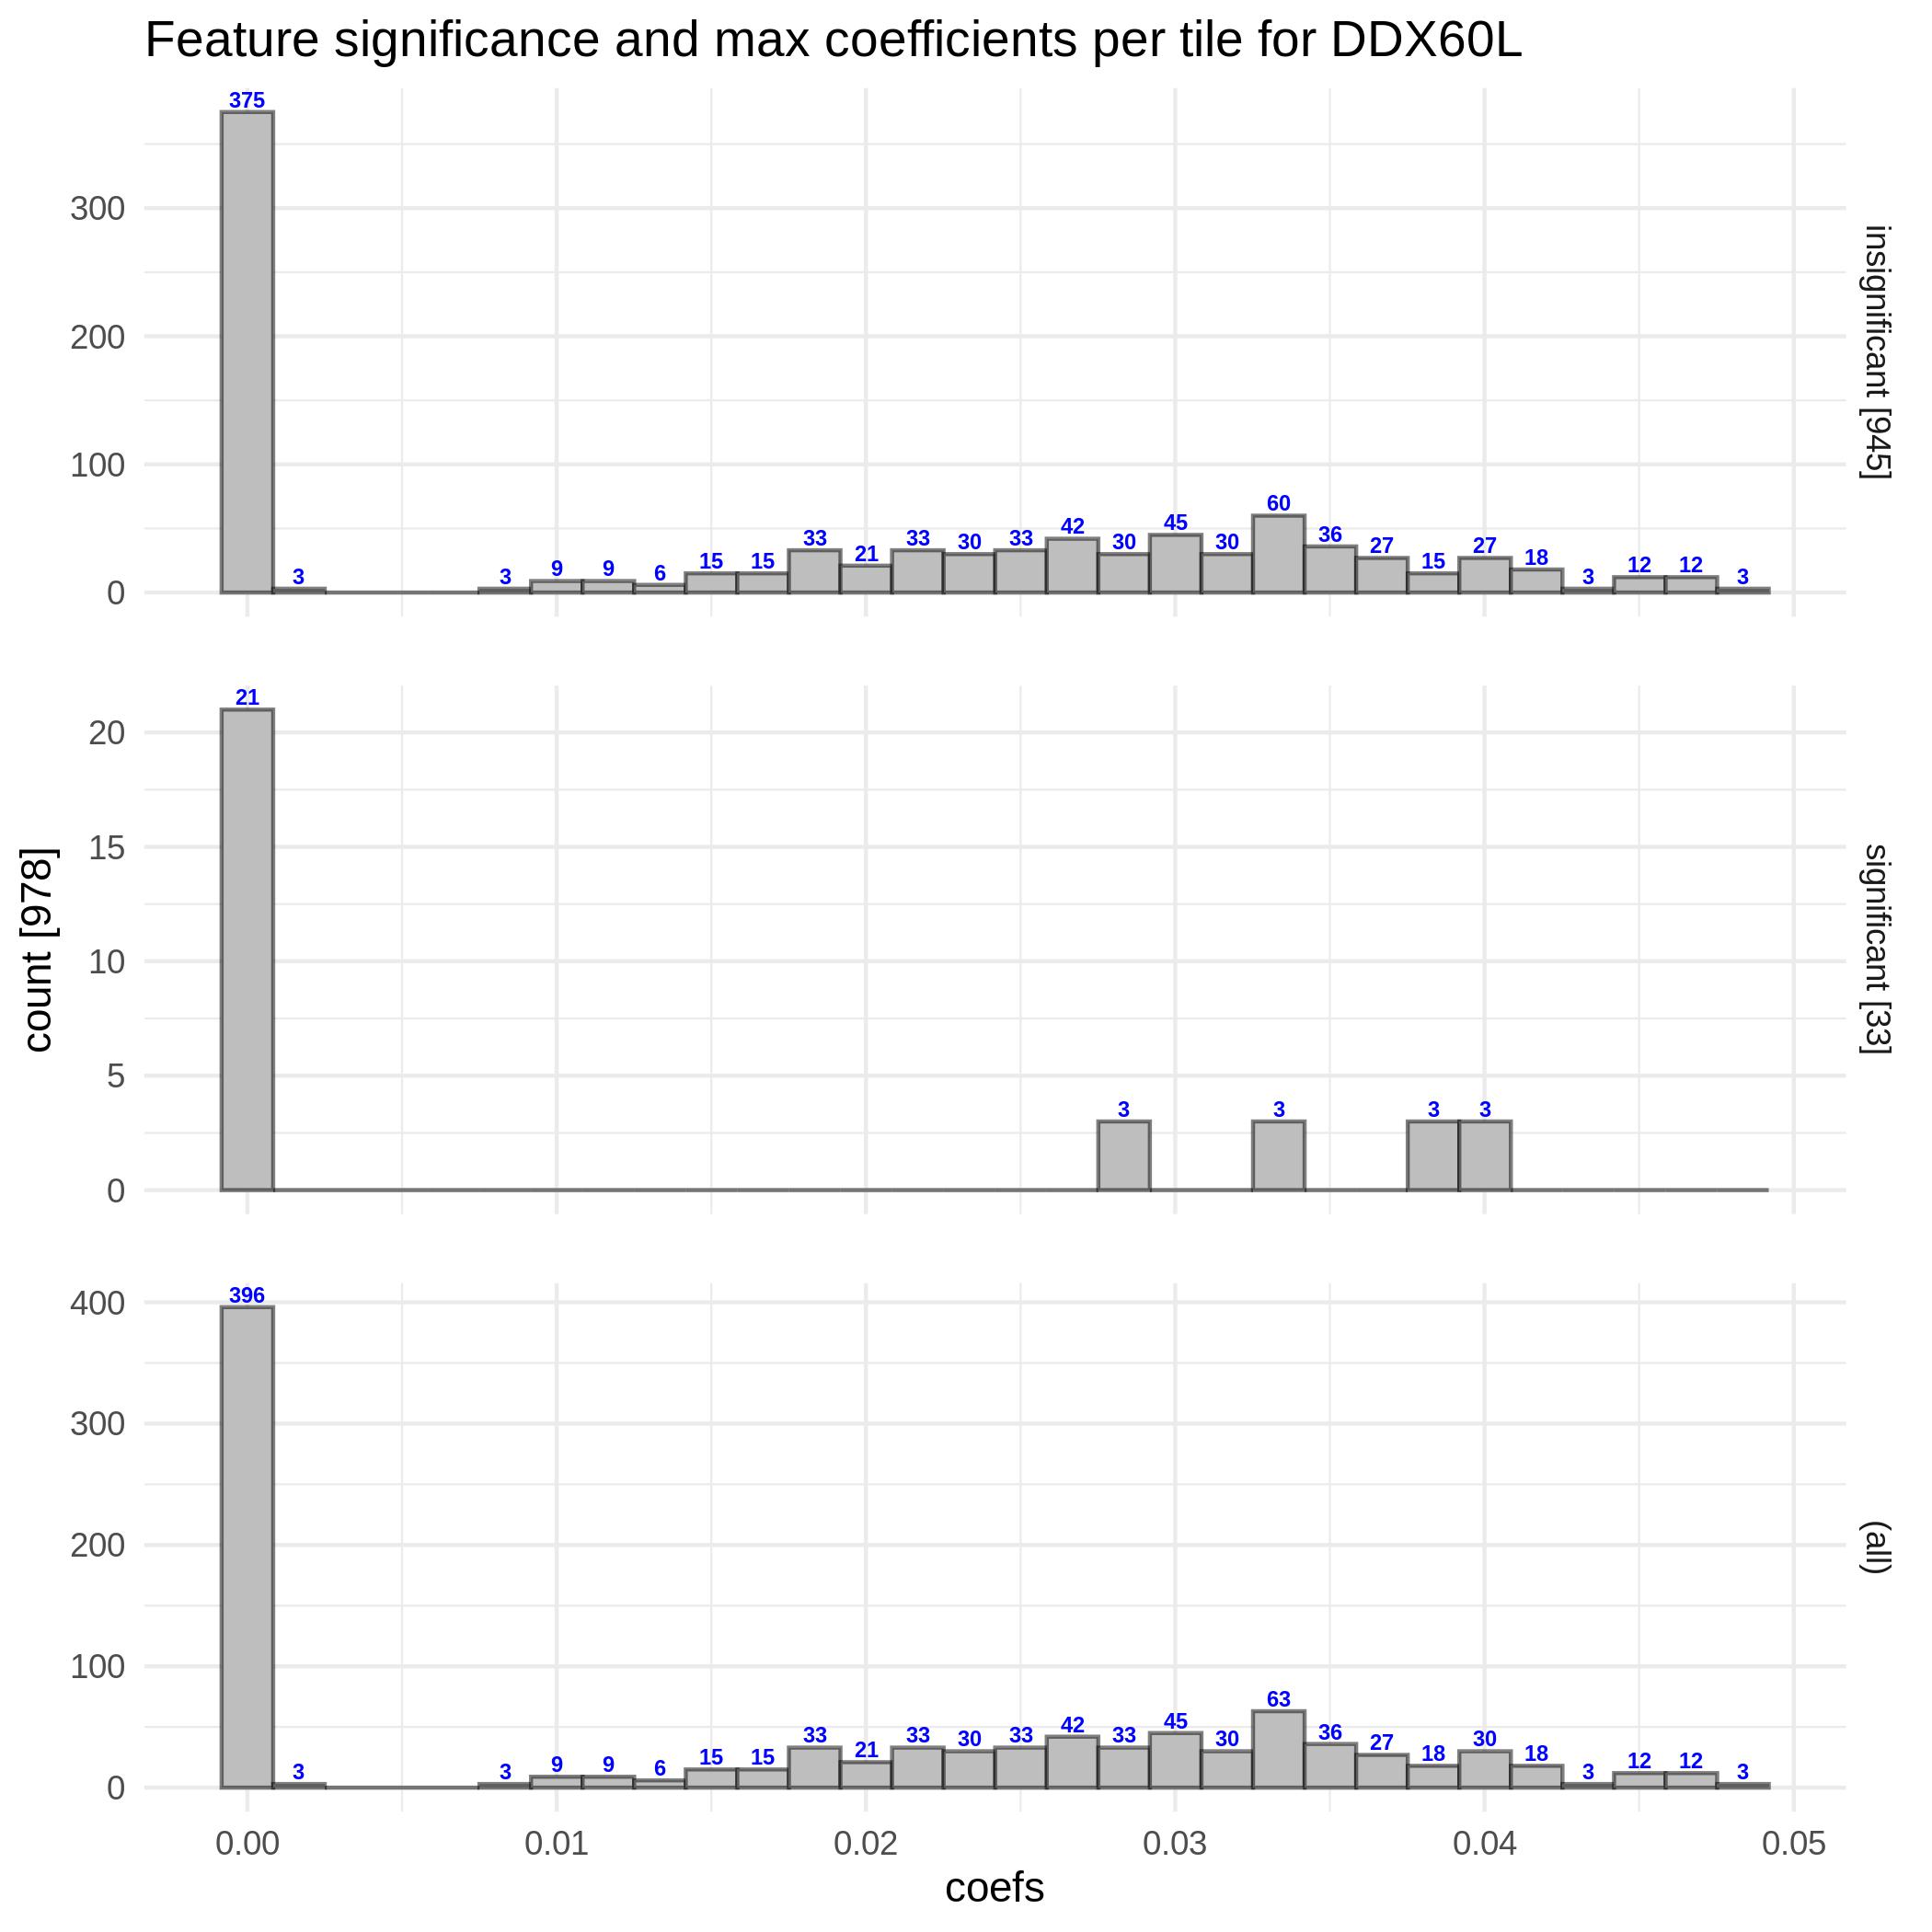 Feature significance and max coefficients per tile for DDX60L
375
3 3 9 9 6 15 15 33 21 33 30 33 42 30 45 30 60 36 27 15 27 18 3 12 12 3
300
200
100
0
insignificant [945]
21
3 3 3 3
20
15
10
5
0
significant [33]
count [978]
396
3 3 9 9 6 15 15 33 21 33 30 33 42 33 45 30 63 36 27 18 30 18 3 12 12 3
400
300
200
100
0
(all)
0.00 0.01 0.02 0.03 0.04 0.05
coefs